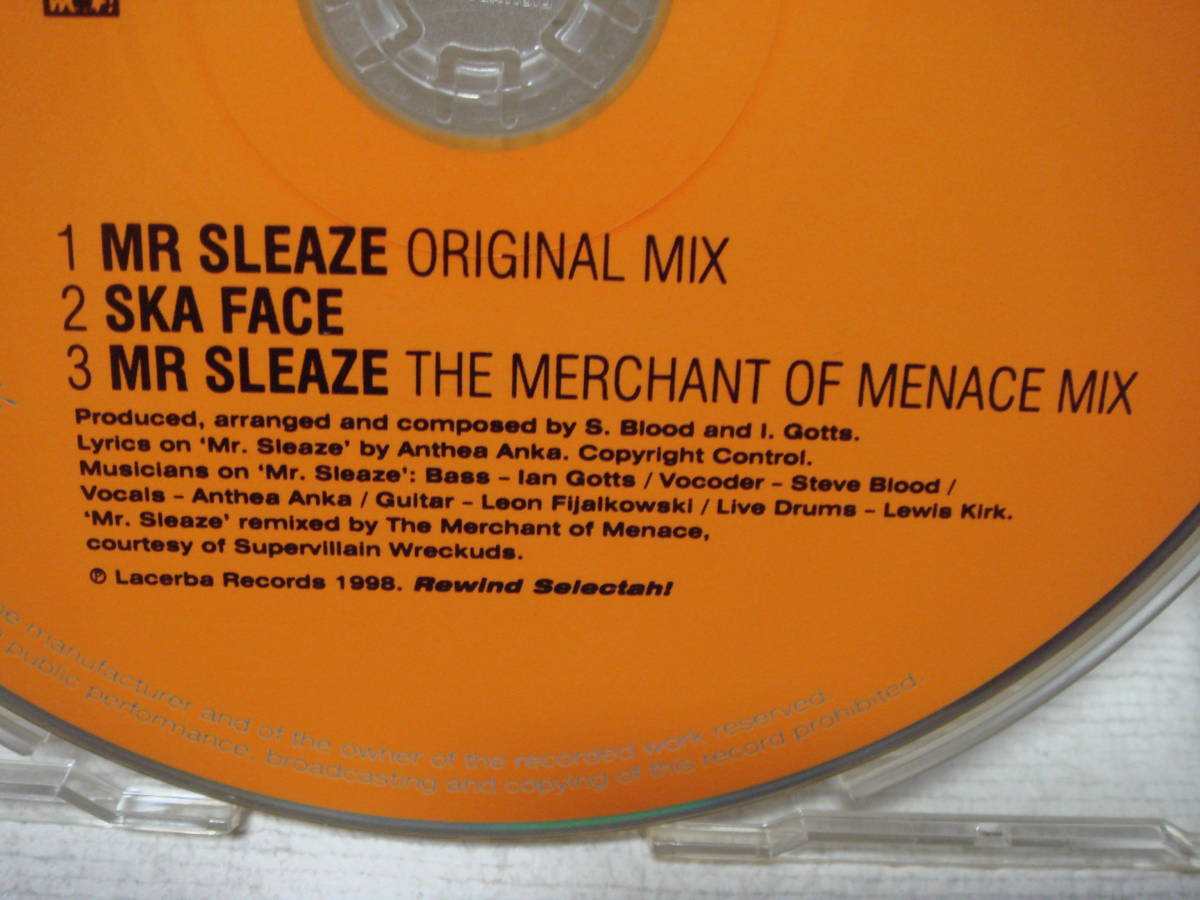 1 MR SLEAZE ORIGINAL MIX
2 SKA FACE
3 MR SLEAZE THE MERCHANT OF MENACE MIX
Produced, arranged and composed by S. Blood and I. Gotts.
Lyrics on 'Mr. Sleaze' by Anthea Anka. Copyright Control.
Musicians on 'Mr. Sleaze': Bass – Ian Gotts / Vocoder – Steve Blood /
Vocals – Anthea Anka / Guitar – Leon Fijalkowski / Live Drums – Lewis Kirk.
'Mr. Sleaze' remixed by The Merchant of Menace,
courtesy of Supervillain Wreckuds.
℗ Lacerba Records 1998. Rewind Selectah!
manufacturer and of the owner of the recorded work reserved.
public performance, broadcasting and copying of this record prohibited.